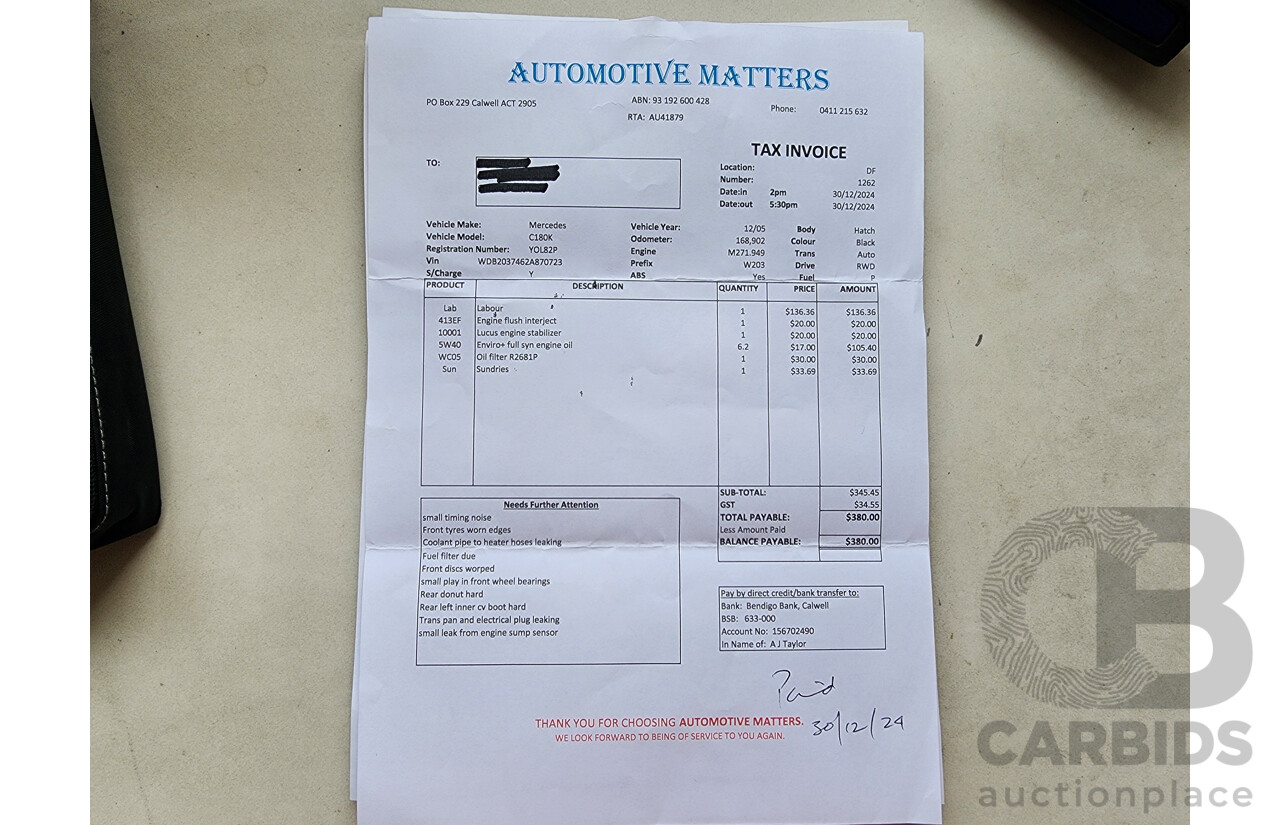 AUTOMOTIVE MATTERS
PO Box 229 Calwell ACT 2905 ABN: 93 192 600 428 Phone: 0411 215 632
RTA: AU41879
TAX INVOICE
TO:
Location: DF
Number: 1262
Date:in 2pm 30/12/2024
Date:out 5:30pm 30/12/2024
Vehicle Make: Mercedes Vehicle Year: 12/05 Body Hatch
Vehicle Model: C180K Odometer: 168,902 Colour Black
Registration Number: YOL82P Engine M271.949 Trans Auto
Vin WDB2037462A870723 Prefix W203 Drive RWD
S/Charge Y ABS Yes Fuel P
PRODUCT DESCRIPTION QUANTITY PRICE AMOUNT
Lab Labour 1 $136.36 $136.36
413EF Engine flush interject 1 $20.00 $20.00
10001 Lucus engine stabilizer 1 $20.00 $20.00
5W40 Enviro+ full syn engine oil 6.2 $17.00 $105.40
WC05 Oil filter R2681P 1 $30.00 $30.00
Sun Sundries 1 $33.69 $33.69
SUB-TOTAL: $345.45
GST $34.55
TOTAL PAYABLE: $380.00
Less Amount Paid
BALANCE PAYABLE: $380.00
Needs Further Attention
small timing noise
Front tyres worn edges
Coolant pipe to heater hoses leaking
Fuel filter due
Front discs worped
small play in front wheel bearings
Rear donut hard
Rear left inner cv boot hard
Trans pan and electrical plug leaking
small leak from engine sump sensor
Pay by direct credit/bank transfer to:
Bank: Bendigo Bank, Calwell
BSB: 633-000
Account No: 156702490
In Name of: A J Taylor
Paid
30/12/24
THANK YOU FOR CHOOSING AUTOMOTIVE MATTERS.
WE LOOK FORWARD TO BEING OF SERVICE TO YOU AGAIN.
CB
CARBIDS
auctionplace